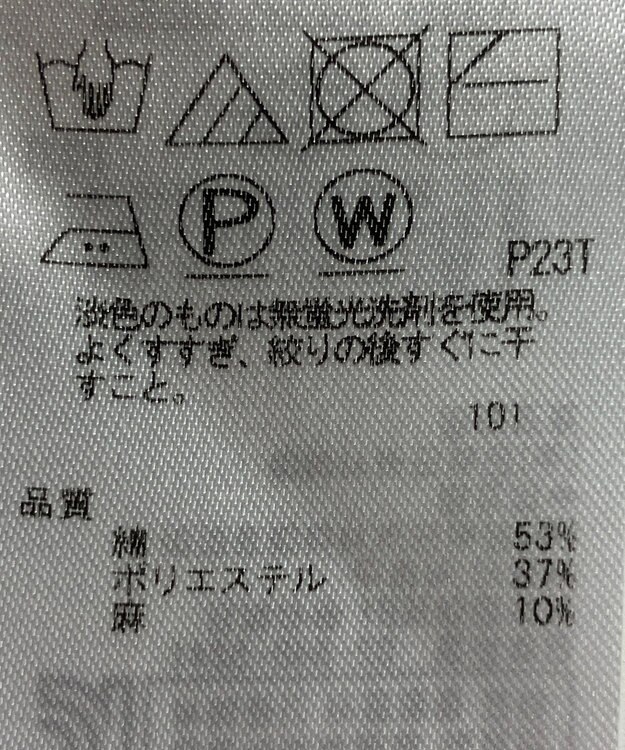 P
W
P23T
淡色のものは無蛍光洗剤を使用。
よくすすぎ、絞りの後すぐに干
すこと。
101
品質
綿 53%
ポリエステル 37%
麻 10%